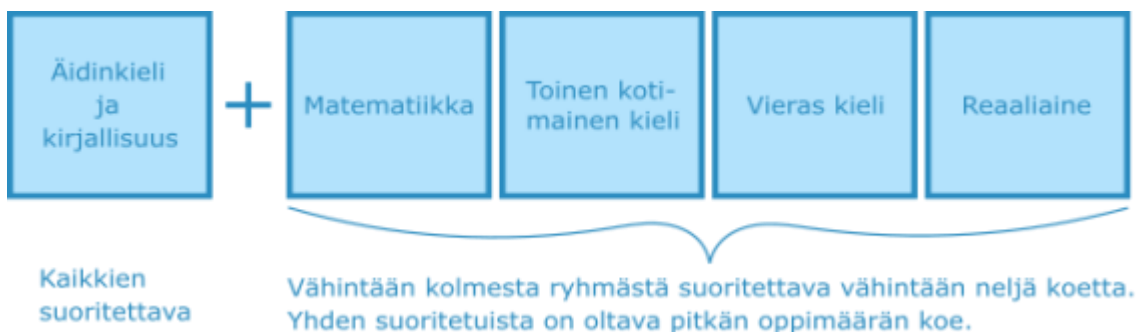 Äidinkieli
ja
kirjallisuus
+
Matematiikka
Toinen koti-
mainen kieli
Vieras kieli
Reaaliaine
Kaikkien
suoritettava
Vähintään kolmesta ryhmästä suoritettava vähintään neljä koetta.
Yhden suoritetuista on oltava pitkän oppimäärän koe.